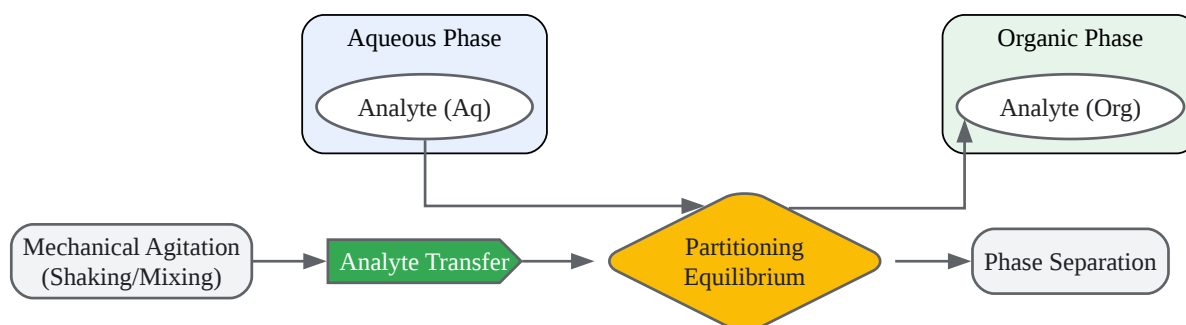 Aqueous Phase
Organic Phase
Analyte (Aq)
Analyte (Org)
Mechanical Agitation
(Shaking/Mixing)
Analyte Transfer
Partitioning
Equilibrium
Phase Separation